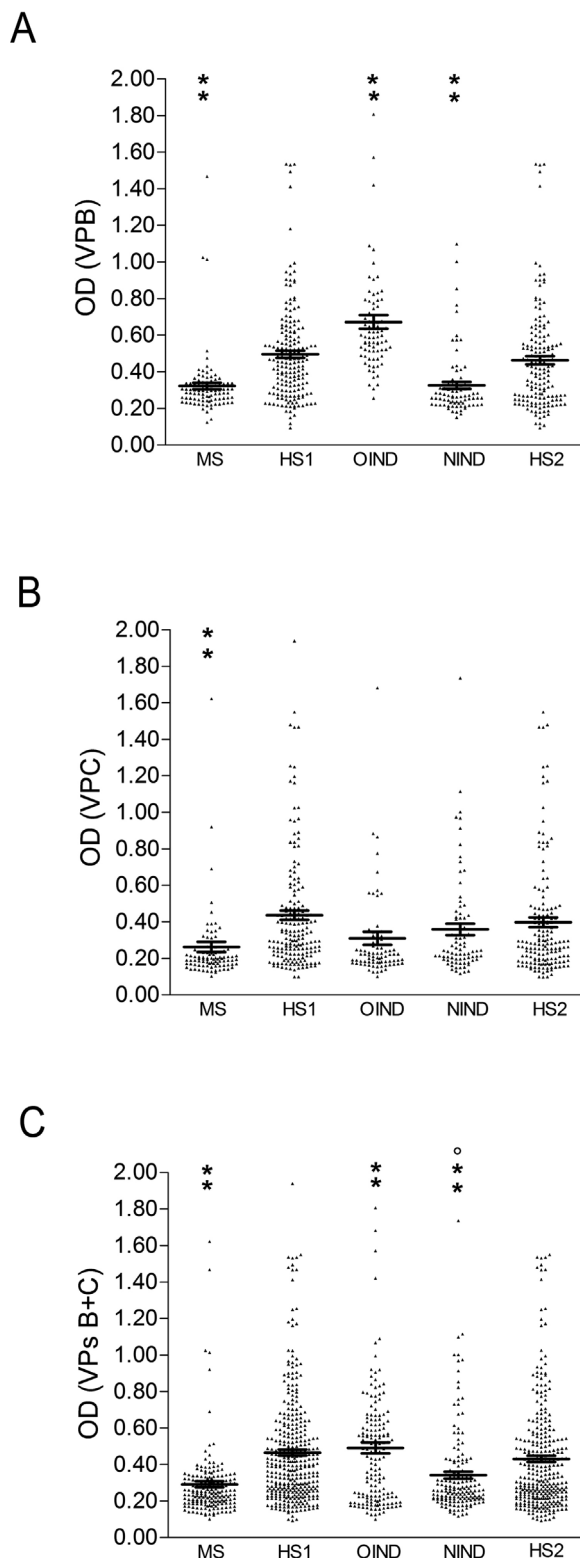 A
OD (VPB)
* * *
* * *
2.00
1.80
1.60
1.40
1.20
1.00
0.80
0.60
0.40
0.20
0.00
MS HS1 OIND NIND HS2
B
OD (VPC)
*
*
2.00
1.80
1.60
1.40
1.20
1.00
0.80
0.60
0.40
0.20
0.00
MS HS1 OIND NIND HS2
C
OD (VPs B+C)
°
* * *
* * *
2.00
1.80
1.60
1.40
1.20
1.00
0.80
0.60
0.40
0.20
0.00
MS HS1 OIND NIND HS2